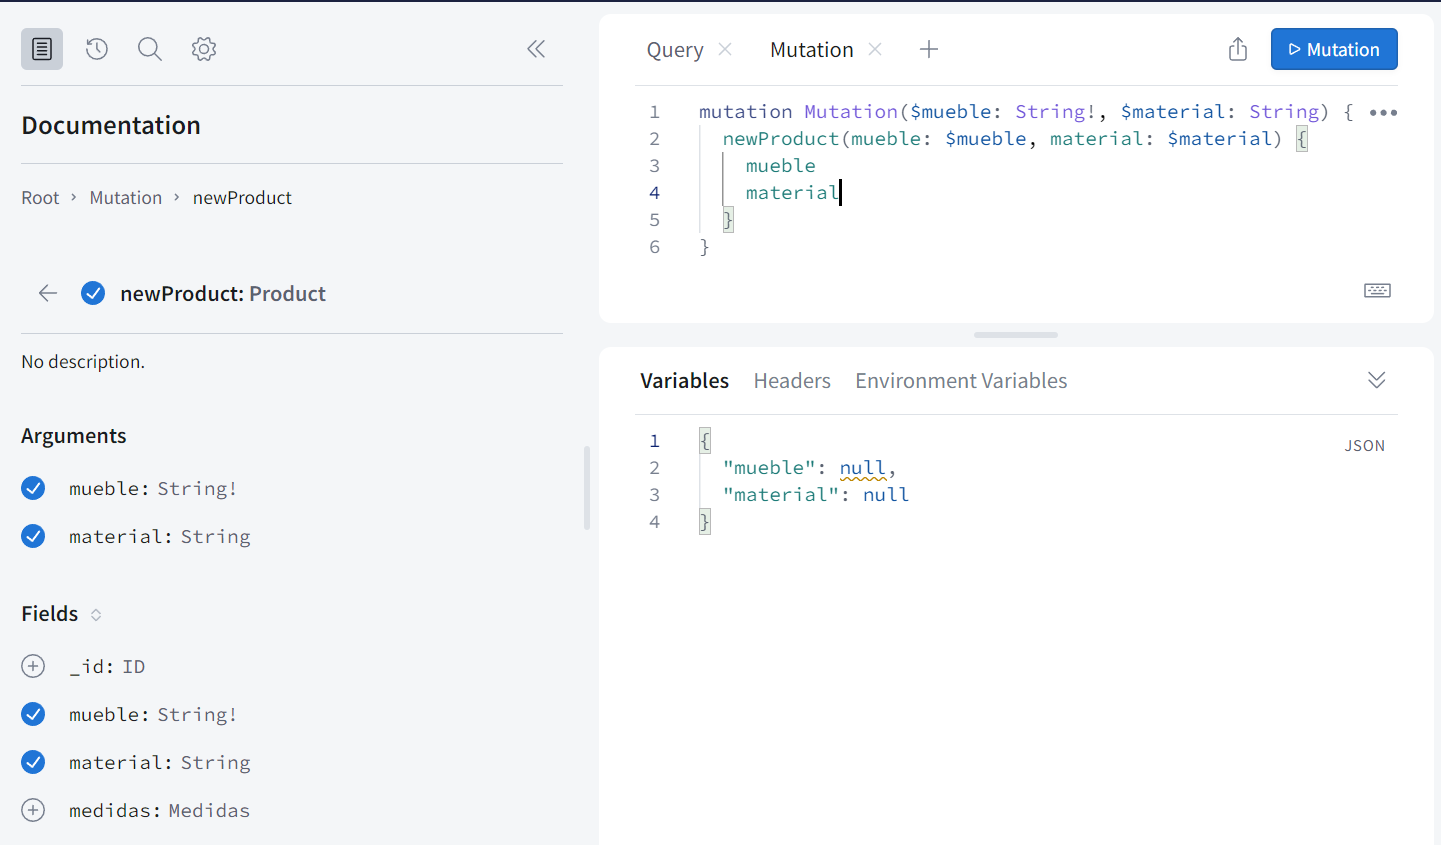 Documentation
Root › Mutation › newProduct
newProduct: Product
No description.
Arguments
mueble: String!
material: String
Fields
_id: ID
mueble: String!
material: String
medidas: Medidas
Query
Mutation
Mutation
1 mutation Mutation($mueble: String!, $material: String) {
2 newProduct(mueble: $mueble, material: $material) {
3 mueble
4 material
5 }
6 }
Variables Headers Environment Variables
JSON
1 {
2 "mueble": null,
3 "material": null
4 }